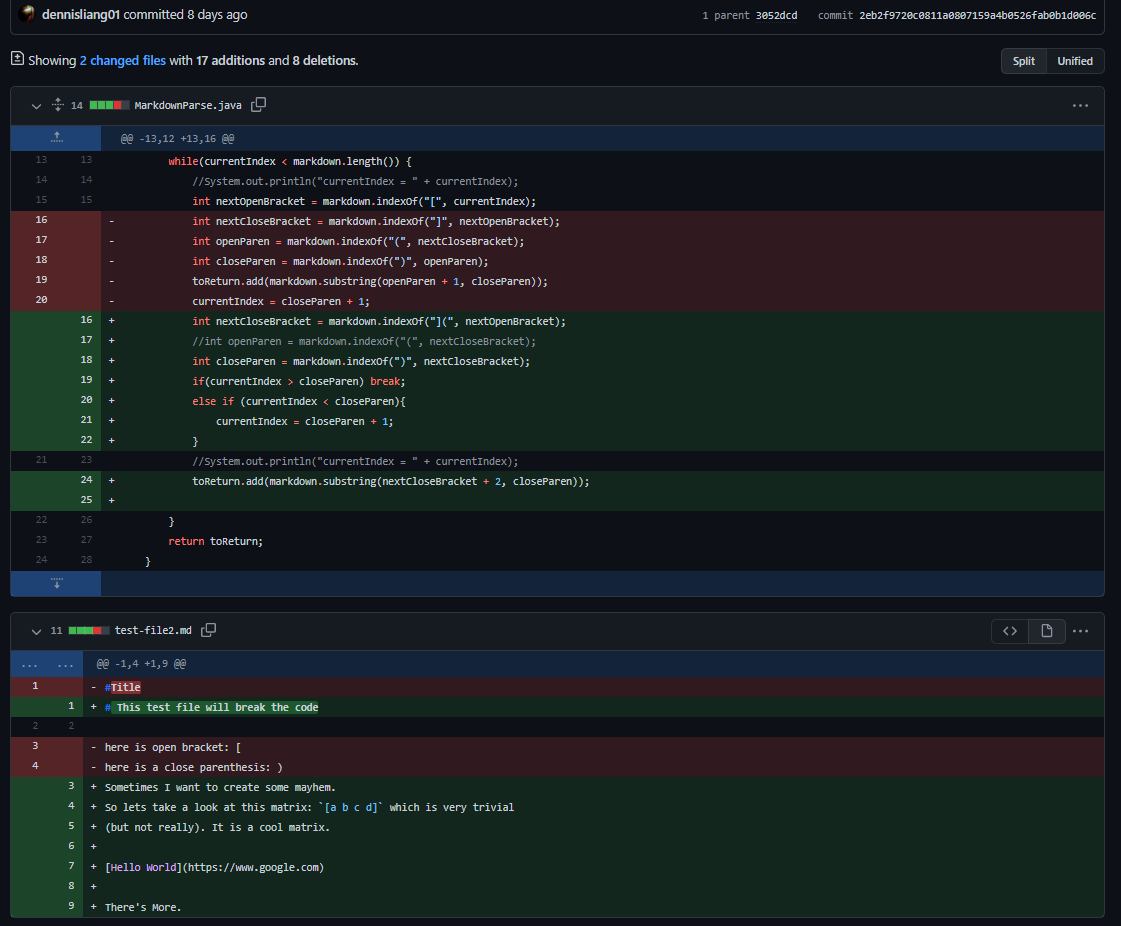 dennisliang01 committed 8 days ago
1 parent 3052dcd commit 2eb2f9720c0811a0807159a4b0526fab0b1d006c
Showing 2 changed files with 17 additions and 8 deletions.
Split Unified
14 MarkdownParse.java
@@ -13,12 +13,16 @@
13 13 while(currentIndex < markdown.length()) {
14 14 //System.out.println("currentIndex = " + currentIndex);
15 15 int nextOpenBracket = markdown.indexOf("[", currentIndex);
16 - int nextCloseBracket = markdown.indexOf("]", nextOpenBracket);
17 - int openParen = markdown.indexOf("(", nextCloseBracket);
18 - int closeParen = markdown.indexOf(")", openParen);
19 - toReturn.add(markdown.substring(openParen + 1, closeParen));
20 - currentIndex = closeParen + 1;
16 + int nextCloseBracket = markdown.indexOf("](", nextOpenBracket);
17 + //int openParen = markdown.indexOf("(", nextCloseBracket);
18 + int closeParen = markdown.indexOf(")", nextCloseBracket);
19 + if(currentIndex > closeParen) break;
20 + else if (currentIndex < closeParen){
21 + currentIndex = closeParen + 1;
22 + }
21 23 //System.out.println("currentIndex = " + currentIndex);
24 + toReturn.add(markdown.substring(nextCloseBracket + 2, closeParen));
25 +
22 26 }
23 27 return toReturn;
24 28 }
11 test-file2.md
@@ -1,4 +1,9 @@
1 - #Title
1 + # This test file will break the code
2 2
3 - here is open bracket: [
4 - here is a close parenthesis: )
3 + Sometimes I want to create some mayhem.
4 + So lets take a look at this matrix: `[a b c d]` which is very trivial
5 + (but not really). It is a cool matrix.
6 +
7 + [Hello World](https://www.google.com)
8 +
9 + There's More.